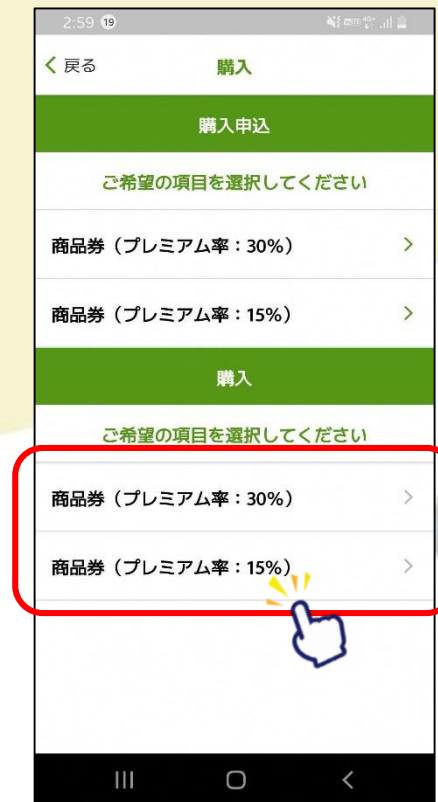 2:59 19
戻る
購入
購入申込
ご希望の項目を選択してください
商品券（プレミアム率：30%）
商品券（プレミアム率：15%）
購入
ご希望の項目を選択してください
商品券（プレミアム率：30%）
商品券（プレミアム率：15%）